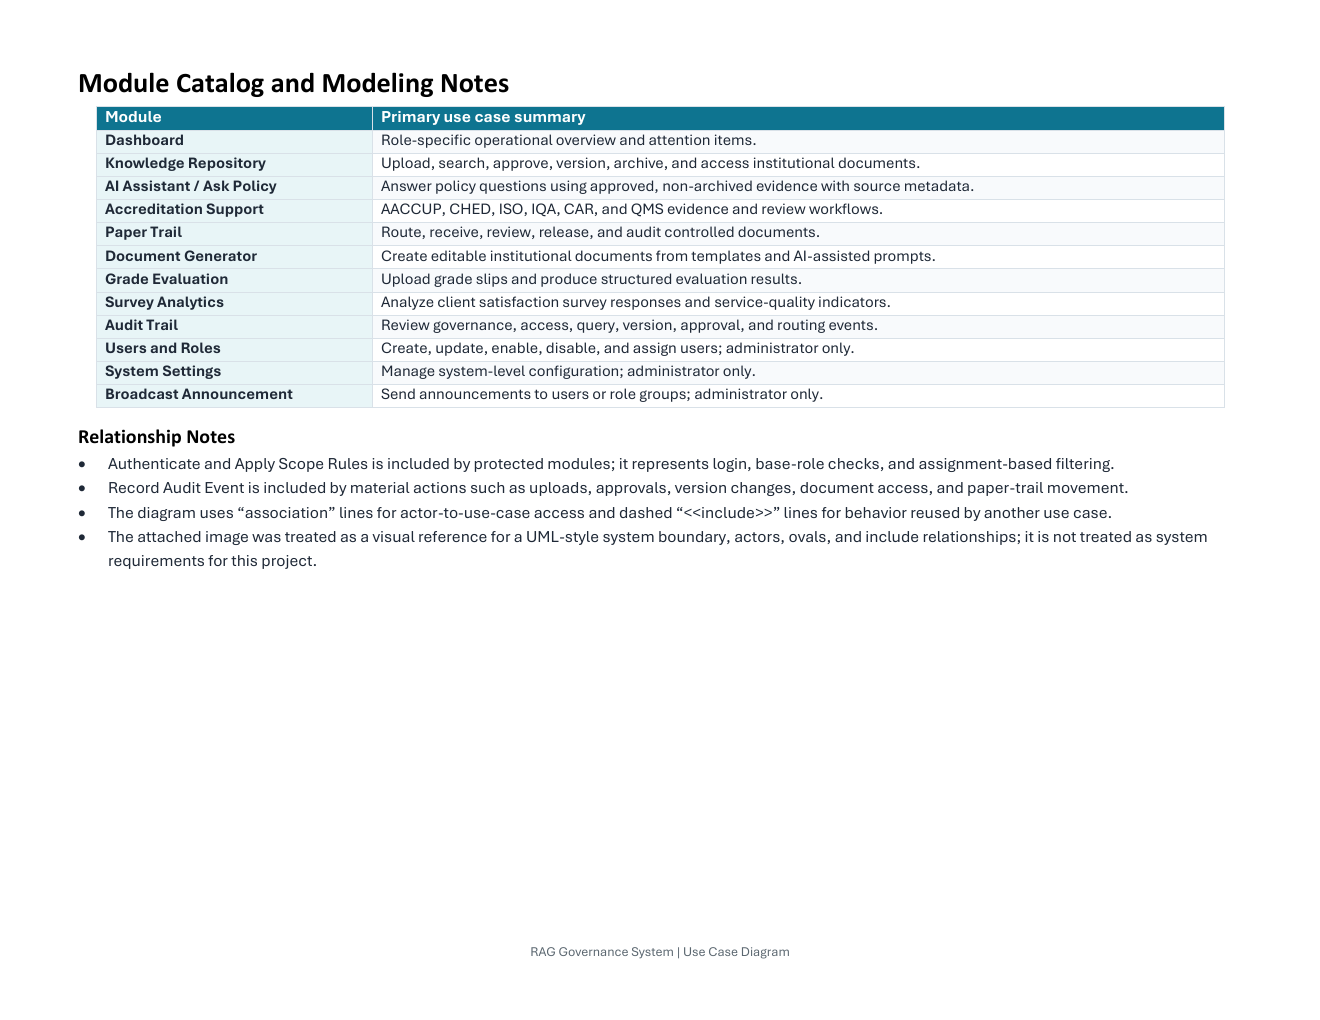 Module Catalog and Modeling Notes
Module Primary use case summary
Dashboard Role-specific operational overview and attention items.
Knowledge Repository Upload, search, approve, version, archive, and access institutional documents.
AI Assistant / Ask Policy Answer policy questions using approved, non-archived evidence with source metadata.
Accreditation Support AACCUP, CHED, ISO, IQA, CAR, and QMS evidence and review workflows.
Paper Trail Route, receive, review, release, and audit controlled documents.
Document Generator Create editable institutional documents from templates and AI-assisted prompts.
Grade Evaluation Upload grade slips and produce structured evaluation results.
Survey Analytics Analyze client satisfaction survey responses and service-quality indicators.
Audit Trail Review governance, access, query, version, approval, and routing events.
Users and Roles Create, update, enable, disable, and assign users; administrator only.
System Settings Manage system-level configuration; administrator only.
Broadcast Announcement Send announcements to users or role groups; administrator only.
Relationship Notes
• Authenticate and Apply Scope Rules is included by protected modules; it represents login, base-role checks, and assignment-based filtering.
• Record Audit Event is included by material actions such as uploads, approvals, version changes, document access, and paper-trail movement.
• The diagram uses “association” lines for actor-to-use-case access and dashed “<<include>>” lines for behavior reused by another use case.
• The attached image was treated as a visual reference for a UML-style system boundary, actors, ovals, and include relationships; it is not treated as system
requirements for this project.
RAG Governance System | Use Case Diagram